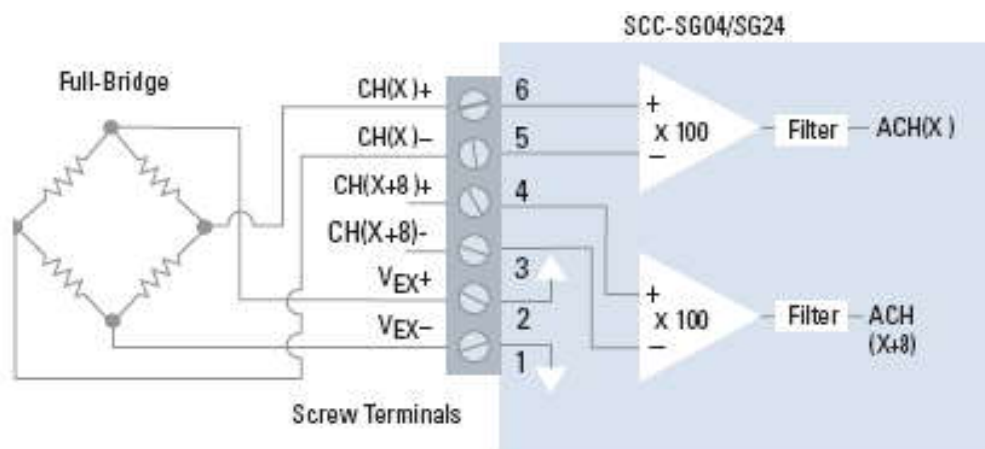 SCC-SG04/SG24
Full-Bridge
CH(X)+
6
CH(X)–
5
CH(X+8)+
4
CH(X+8)-
3
VEX+
2
VEX–
1
Screw Terminals
+
x 100
–
Filter
ACH(X)
+
x 100
–
Filter
ACH
(X+8)